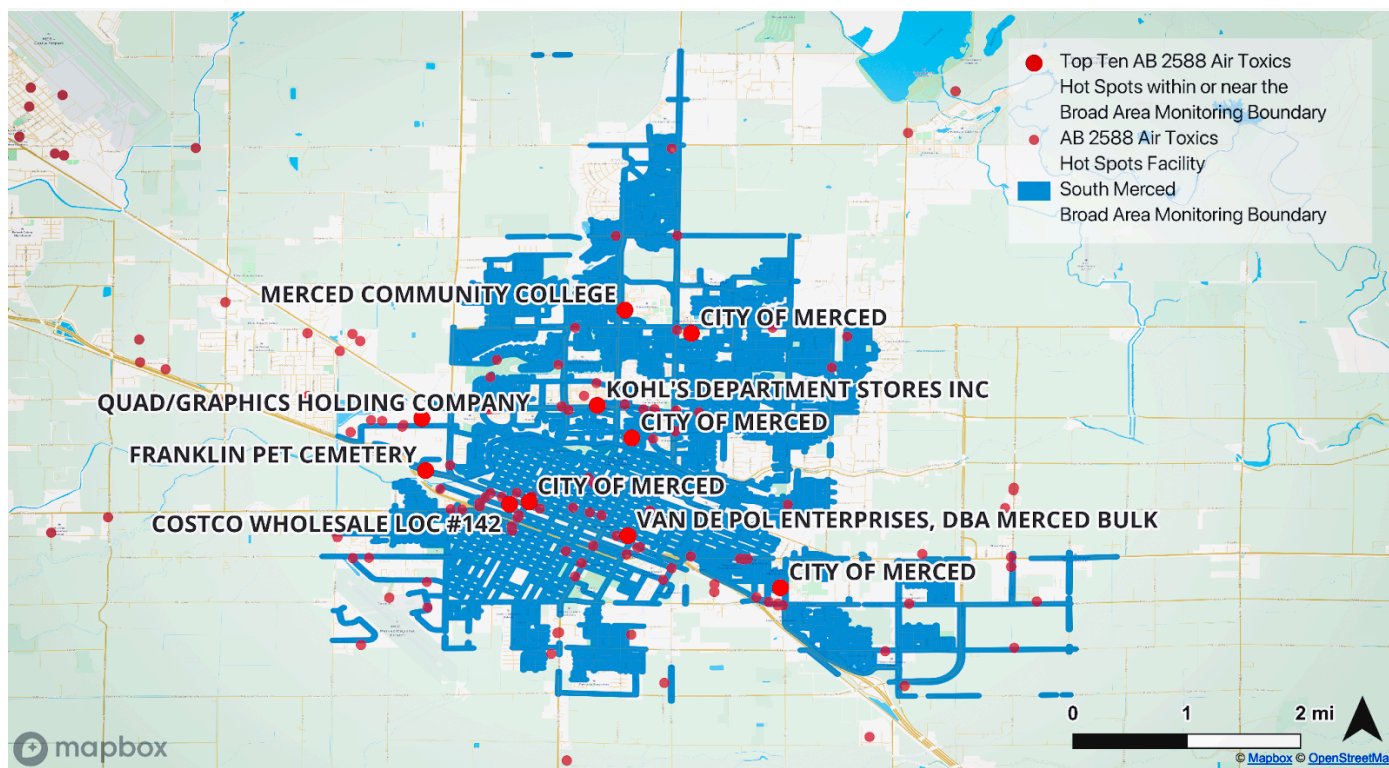 Top Ten AB 2588 Air Toxics
Hot Spots within or near the
Broad Area Monitoring Boundary
AB 2588 Air Toxics
Hot Spots Facility
South Merced
Broad Area Monitoring Boundary
MERCED COMMUNITY COLLEGE
CITY OF MERCED
KOHL'S DEPARTMENT STORES INC
QUAD/GRAPHICS HOLDING COMPANY
CITY OF MERCED
FRANKLIN PET CEMETERY
CITY OF MERCED
COSTCO WHOLESALE LOC #142
VAN DE POL ENTERPRISES, DBA MERCED BULK
CITY OF MERCED
0 1 2 mi
mapbox
© Mapbox © OpenStreetMa